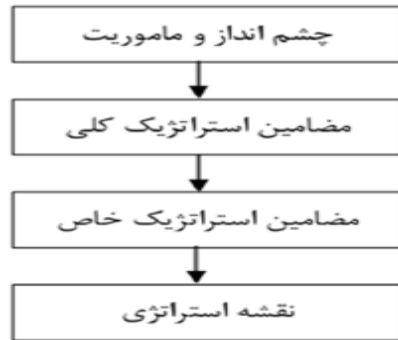 چشم انداز و ماموریت
مضامین استراتژیک کلی
مضامین استراتژیک خاص
نقشه استراتژی